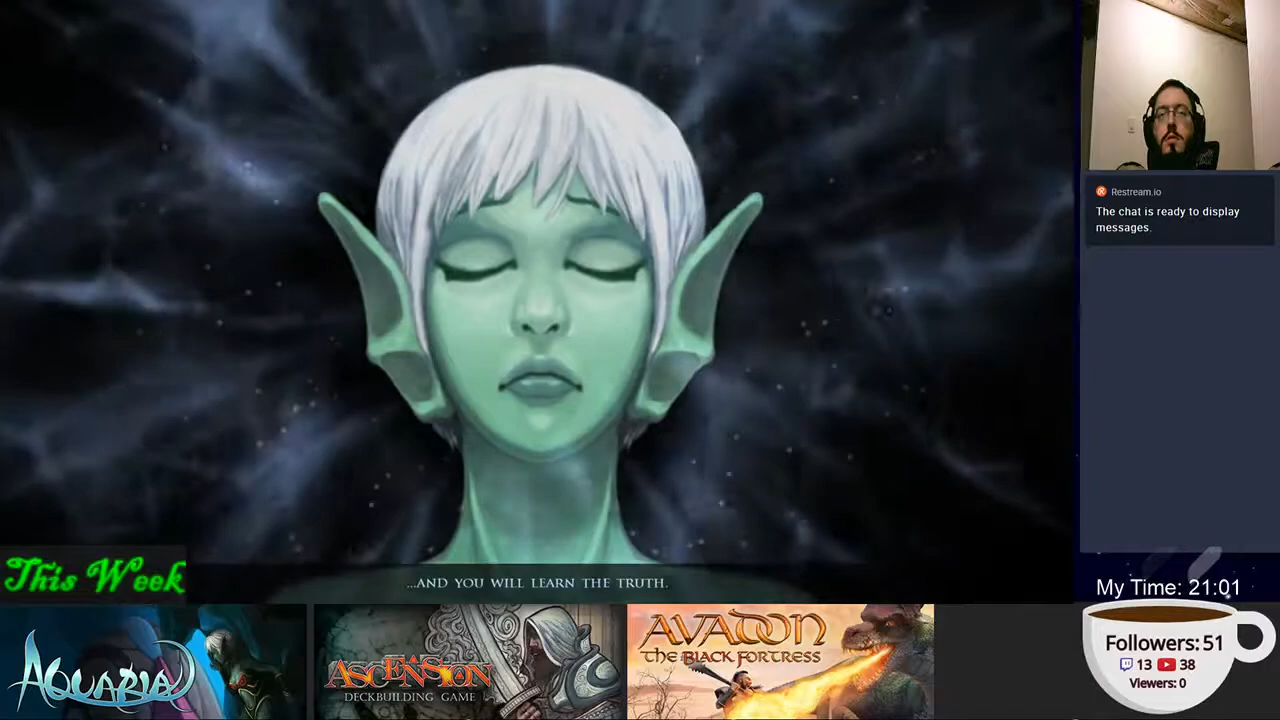 Restream.io
The chat is ready to display
messages.
...AND YOU WILL LEARN THE TRUTH.
This Week
My Time: 21:01
AQUARIA
ASCENSION
DECKBUILDING GAME
AVADON
THE BLACK FORTRESS
Followers: 51
13 38
Viewers: 0